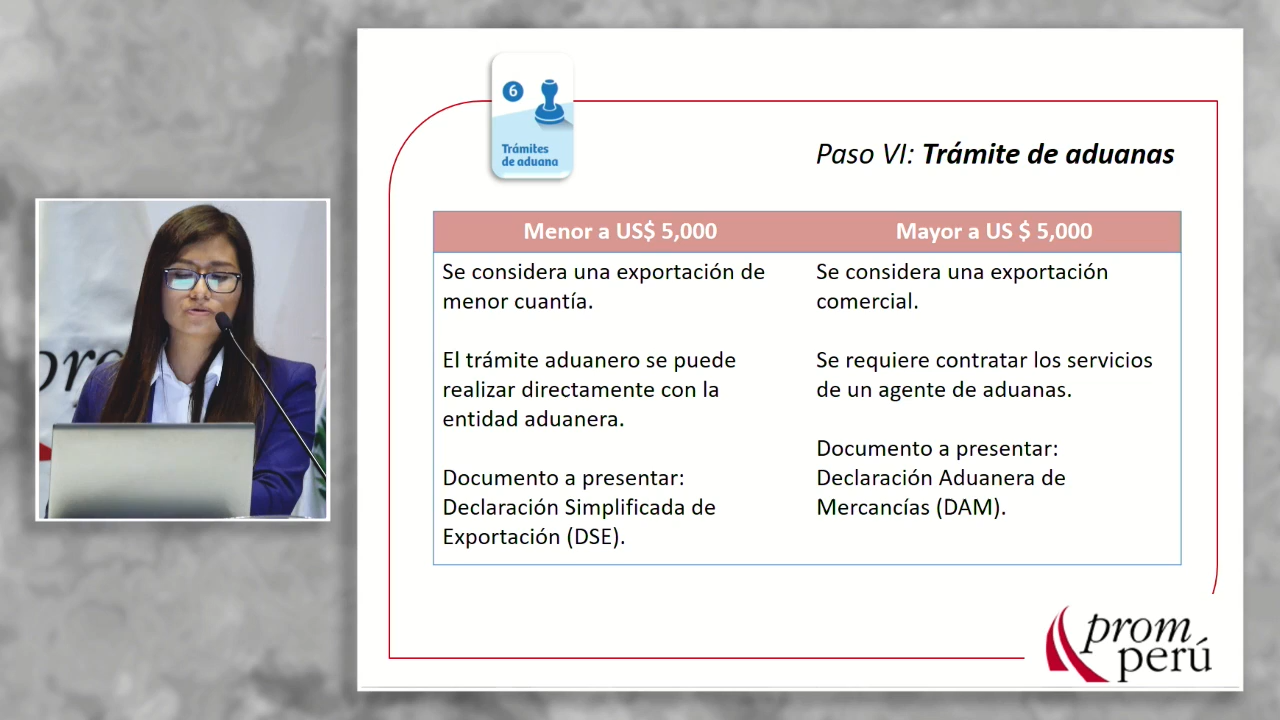 6
Trámites
de aduana
Paso VI: Trámite de aduanas
Menor a US$ 5,000
Mayor a US $ 5,000
Se considera una exportación de
menor cuantía.
El trámite aduanero se puede
realizar directamente con la
entidad aduanera.
Documento a presentar:
Declaración Simplificada de
Exportación (DSE).
Se considera una exportación
comercial.
Se requiere contratar los servicios
de un agente de aduanas.
Documento a presentar:
Declaración Aduanera de
Mercancías (DAM).
prom
perú